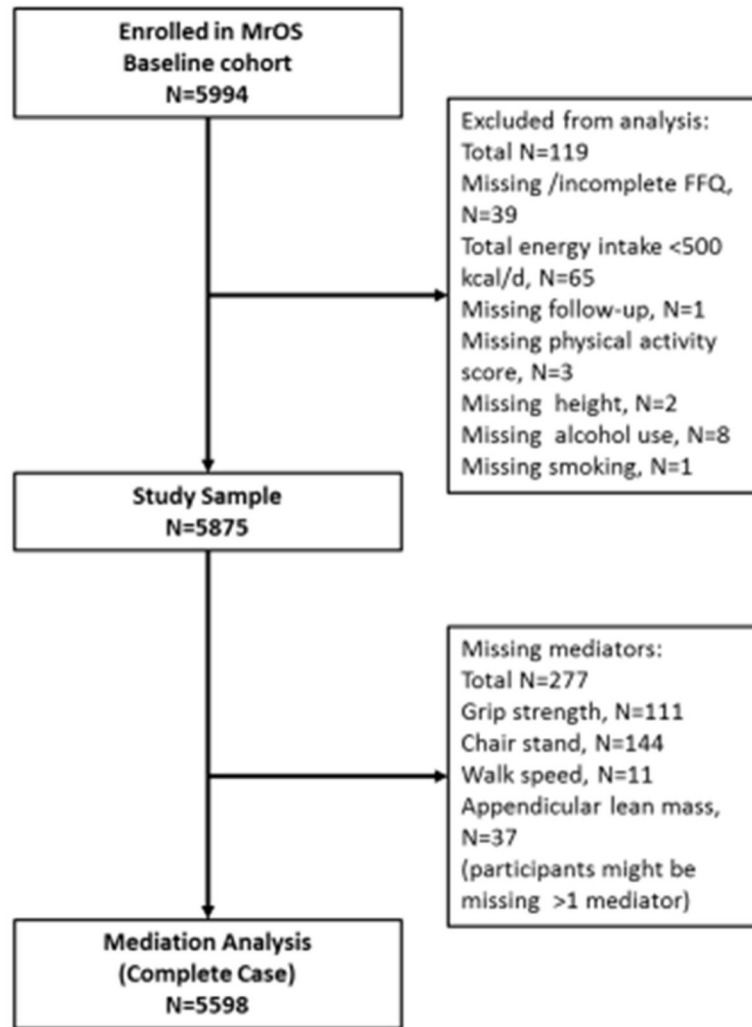 Enrolled in MrOS
Baseline cohort
N=5994
Excluded from analysis:
Total N=119
Missing /incomplete FFQ,
N=39
Total energy intake <500
kcal/d, N=65
Missing follow-up, N=1
Missing physical activity
score, N=3
Missing height, N=2
Missing alcohol use, N=8
Missing smoking, N=1
Study Sample
N=5875
Missing mediators:
Total N=277
Grip strength, N=111
Chair stand, N=144
Walk speed, N=11
Appendicular lean mass,
N=37
(participants might be
missing >1 mediator)
Mediation Analysis
(Complete Case)
N=5598